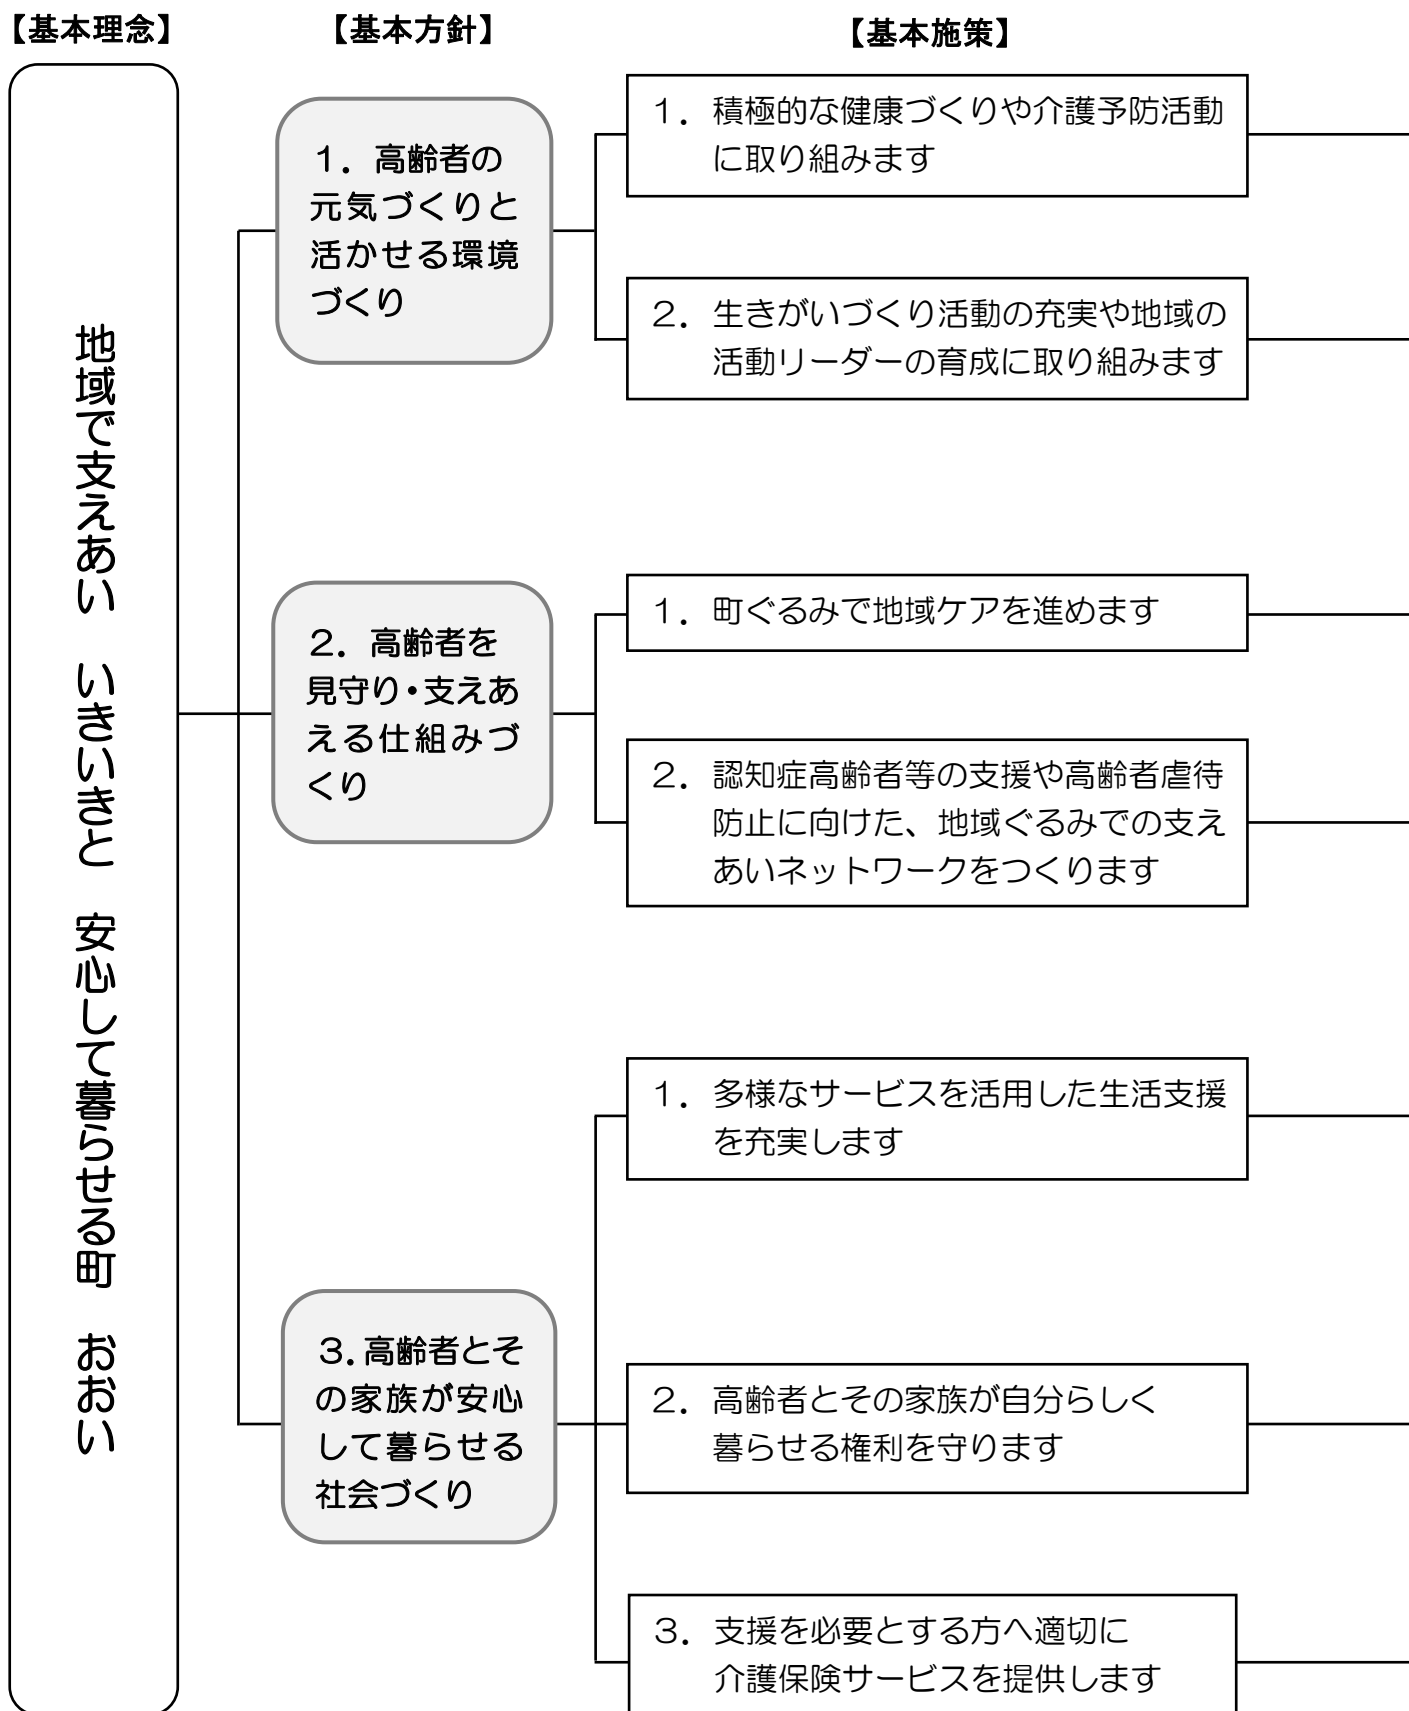 【基本理念】
【基本方針】
【基本施策】
地域で支えあい　いきいきと　安心して暮らせる町　おおい
１．高齢者の
元気づくりと
活かせる環境
づくり
１．積極的な健康づくりや介護予防活動
に取り組みます
２．生きがいづくり活動の充実や地域の
活動リーダーの育成に取り組みます
２．高齢者を
見守り・支えあ
える仕組みづ
くり
１．町ぐるみで地域ケアを進めます
２．認知症高齢者等の支援や高齢者虐待
防止に向けた、地域ぐるみでの支え
あいネットワークをつくります
３．高齢者とそ
の家族が安心
して暮らせる
社会づくり
１．多様なサービスを活用した生活支援
を充実します
２．高齢者とその家族が自分らしく
暮らせる権利を守ります
３．支援を必要とする方へ適切に
介護保険サービスを提供します